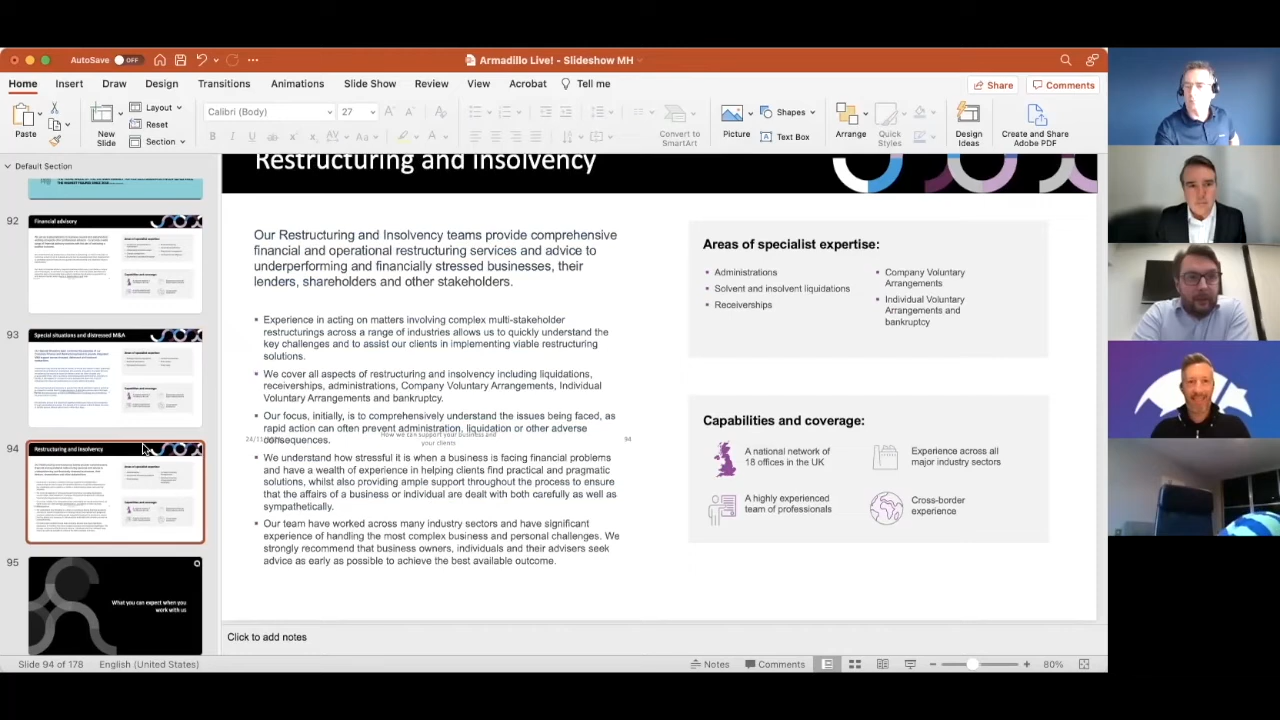 AutoSave OFF
Armadillo Live! - Slideshow MH
Home Insert Draw Design Transitions Animations Slide Show Review View Acrobat Tell me
Share Comments
Paste
New
Slide
Layout
Reset
Section
Calibri (Body) 27
Convert to
SmartArt
Picture
Shapes
Text Box
Arrange
Quick
Styles
Design
Ideas
Create and Share
Adobe PDF
Default Section
92
Financial advisory
93
Special situations and distressed M&A
94
Restructuring and insolvency
95
What you can expect when you
work with us
Restructuring and insolvency
Our Restructuring and Insolvency teams provide comprehensive
financial and operational restructuring services and advice to
underperforming and financially stressed businesses, their
lenders, shareholders and other stakeholders.
Experience in acting on matters involving complex multi-stakeholder
restructurings across a range of industries allows us to quickly understand the
key challenges and to assist our clients in implementing viable restructuring
solutions.
We cover all aspects of restructuring and insolvency including liquidations,
receiverships, administrations, Company Voluntary Arrangements, Individual
Voluntary Arrangements and bankruptcy.
Our focus, initially, is to comprehensively understand the issues being faced, as
rapid action can often prevent administration, liquidation or other adverse
consequences.
How we can support your business and
your clients
94
We understand how stressful it is when a business is facing financial problems
and have a wealth of experience in helping clients find practical and pragmatic
solutions, whilst also providing ample support throughout the process to ensure
that the affairs of a business or individual are dealt with both carefully as well as
sympathetically.
Our team have worked across many industry sectors and have significant
experience of handling the most complex business and personal challenges. We
strongly recommend that business owners, individuals and their advisers seek
advice as early as possible to achieve the best available outcome.
Areas of specialist expertise:
Administrations
Solvent and insolvent liquidations
Receiverships
Company Voluntary
Arrangements
Individual Voluntary
Arrangements and
bankruptcy
Capabilities and coverage:
A national network of
18 offices in the UK
Experience across all
major industry sectors
A highly experienced
team of professionals
Cross-border
experience
Click to add notes
Slide 94 of 178 English (United States)
Notes Comments 80%